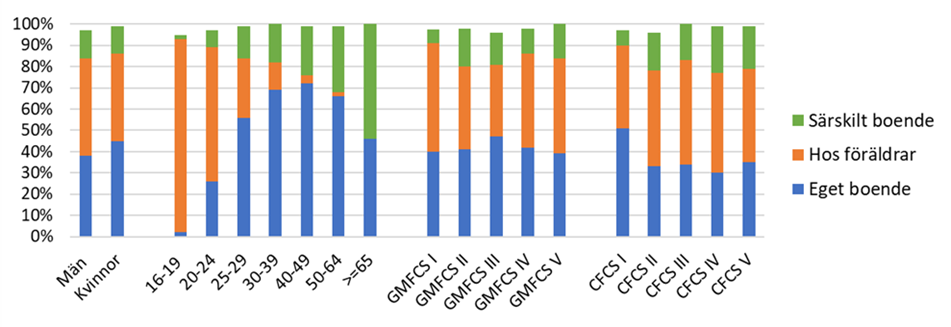 100%
90%
80%
70%
60%
50%
40%
30%
20%
10%
0%
Män
Kvinnor
16-19
20-24
25-29
30-39
40-49
50-64
>=65
GMFCS I
GMFCS II
GMFCS III
GMFCS IV
GMFCS V
CFCS I
CFCS II
CFCS III
CFCS IV
CFCS V
Särskilt boende
Hos föräldrar
Eget boende